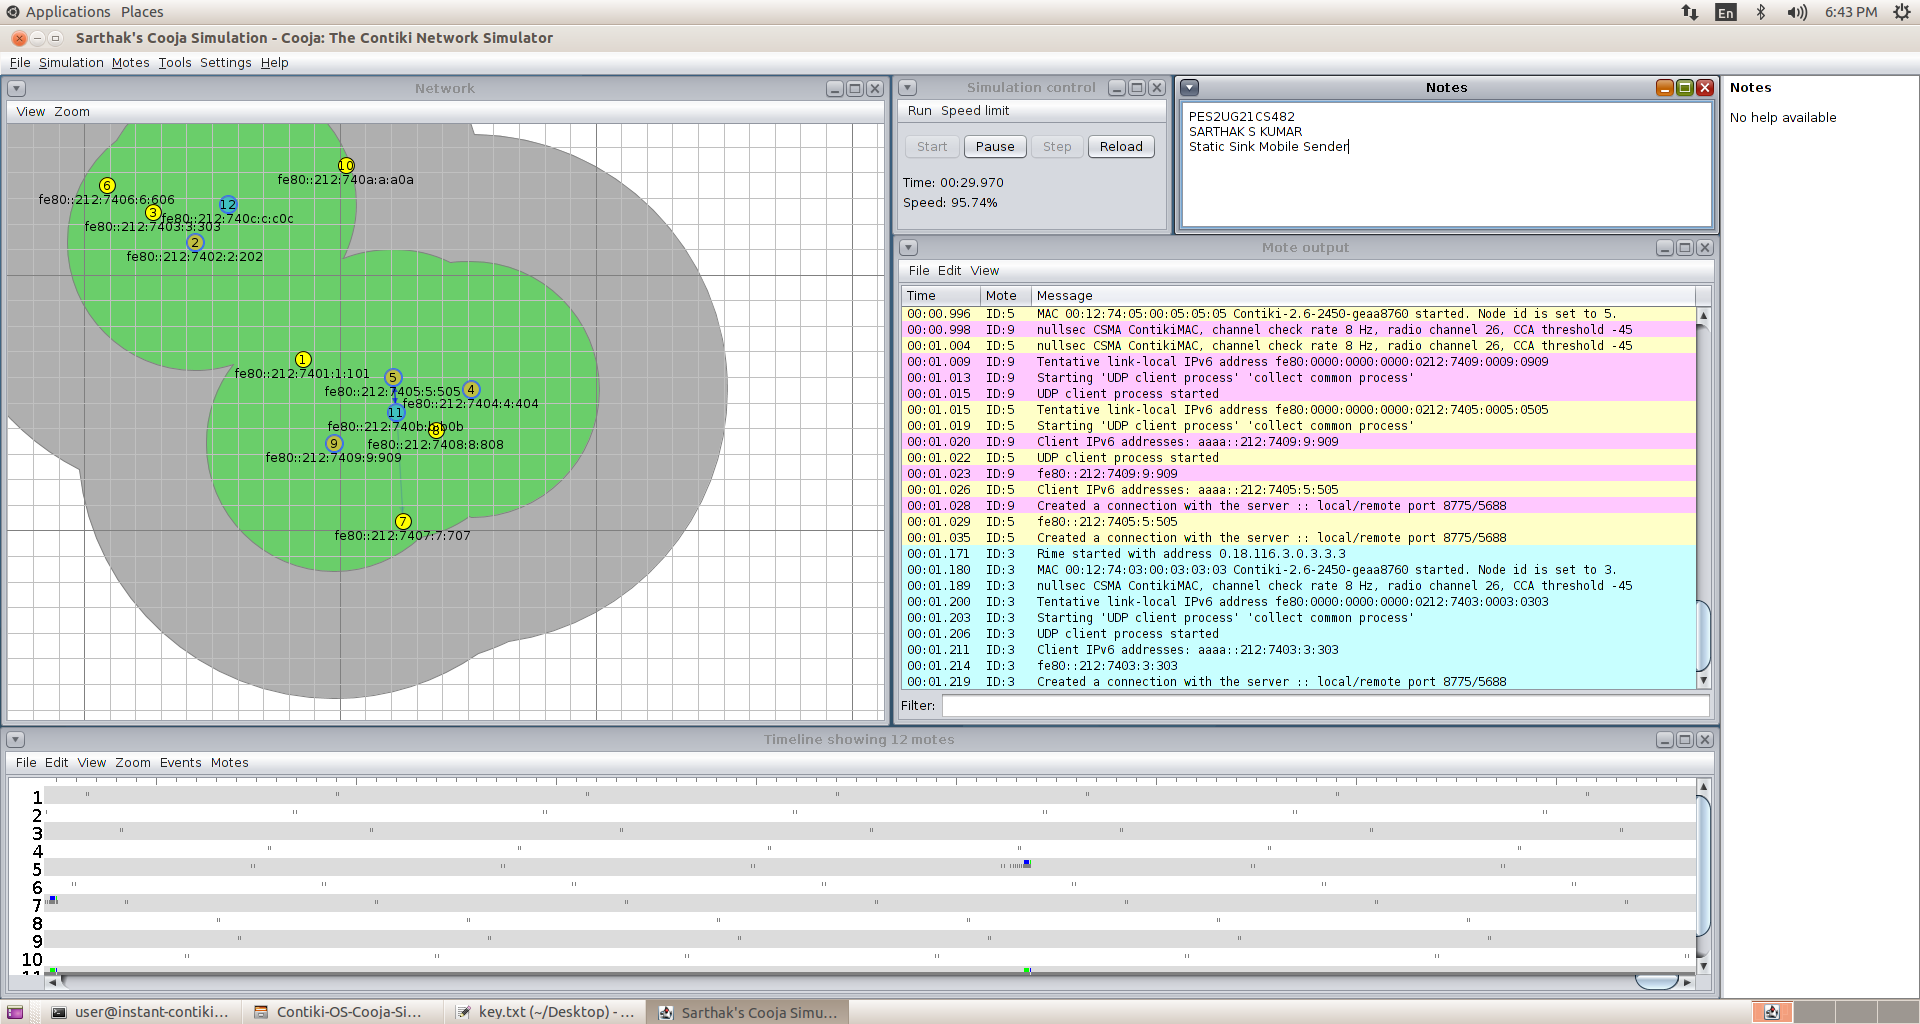 Applications Places
En
6:43 PM
Sarthak's Cooja Simulation - Cooja: The Contiki Network Simulator
File Simulation Motes Tools Settings Help
Network
View Zoom
10
fe80::212:740a:a:a0a
6
fe80::212:7406:6:606
3
12
fe80::212:740c:c:c0c
fe80::212:7403:3:303
2
fe80::212:7402:2:202
1
fe80::212:7401:1:101
5
fe80::212:7405:5:505
4
fe80::212:7404:4:404
11
fe80::212:740b:b:b0b
8
fe80::212:7408:8:808
9
fe80::212:7409:9:909
7
fe80::212:7407:7:707
Simulation control
Run Speed limit
Start Pause Step Reload
Time: 00:29.970
Speed: 95.74%
Notes
PES2UG21CS482
SARTHAK S KUMAR
Static Sink Mobile Sender
Notes
No help available
Mote output
File Edit View
Time Mote Message
00:00.996 ID:5 MAC 00:12:74:05:00:05:05:05 Contiki-2.6-2450-geaa8760 started. Node id is set to 5.
00:00.998 ID:9 nullsec CSMA ContikiMAC, channel check rate 8 Hz, radio channel 26, CCA threshold -45
00:01.004 ID:5 nullsec CSMA ContikiMAC, channel check rate 8 Hz, radio channel 26, CCA threshold -45
00:01.009 ID:9 Tentative link-local IPv6 address fe80:0000:0000:0000:0212:7409:0009:0909
00:01.013 ID:9 Starting 'UDP client process' 'collect common process'
00:01.015 ID:9 UDP client process started
00:01.015 ID:5 Tentative link-local IPv6 address fe80:0000:0000:0000:0212:7405:0005:0505
00:01.019 ID:5 Starting 'UDP client process' 'collect common process'
00:01.020 ID:9 Client IPv6 addresses: aaaa::212:7409:9:909
00:01.022 ID:5 UDP client process started
00:01.023 ID:9 fe80::212:7409:9:909
00:01.026 ID:5 Client IPv6 addresses: aaaa::212:7405:5:505
00:01.028 ID:9 Created a connection with the server :: local/remote port 8775/5688
00:01.029 ID:5 fe80::212:7405:5:505
00:01.035 ID:5 Created a connection with the server :: local/remote port 8775/5688
00:01.171 ID:3 Rime started with address 0.18.116.3.0.3.3.3
00:01.180 ID:3 MAC 00:12:74:03:00:03:03:03 Contiki-2.6-2450-geaa8760 started. Node id is set to 3.
00:01.189 ID:3 nullsec CSMA ContikiMAC, channel check rate 8 Hz, radio channel 26, CCA threshold -45
00:01.200 ID:3 Tentative link-local IPv6 address fe80:0000:0000:0000:0212:7403:0003:0303
00:01.203 ID:3 Starting 'UDP client process' 'collect common process'
00:01.206 ID:3 UDP client process started
00:01.211 ID:3 Client IPv6 addresses: aaaa::212:7403:3:303
00:01.214 ID:3 fe80::212:7403:3:303
00:01.219 ID:3 Created a connection with the server :: local/remote port 8775/5688
Filter:
Timeline showing 12 motes
File Edit View Zoom Events Motes
1
2
3
4
5
6
7
8
9
10
11
user@instant-contiki... Contiki-OS-Cooja-Si... key.txt (~/Desktop) - ... Sarthak's Cooja Simu...